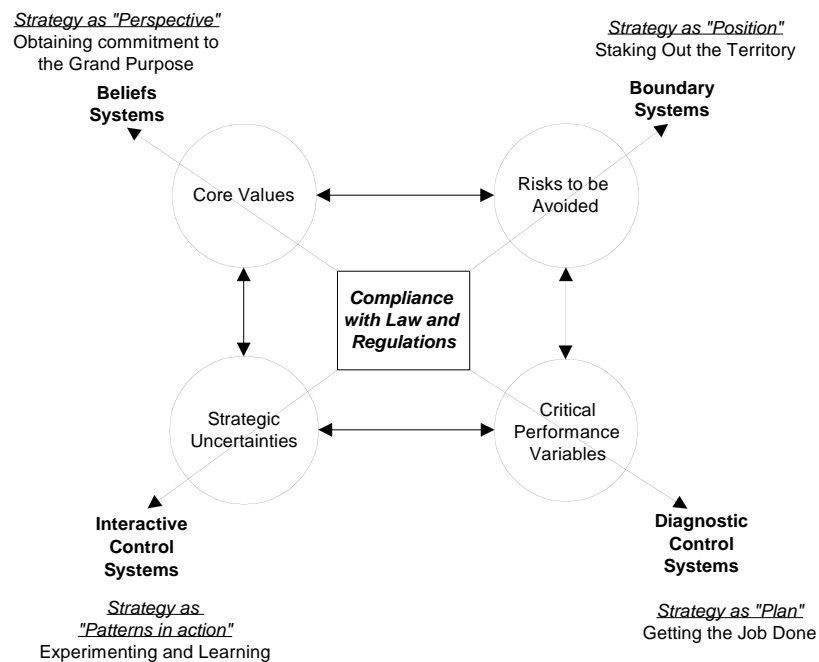 Strategy as "Perspective"
Obtaining commitment to
the Grand Purpose
Beliefs
Systems
Strategy as "Position"
Staking Out the Territory
Boundary
Systems
Core Values
Risks to be
Avoided
Compliance
with Law and
Regulations
Strategic
Uncertainties
Critical
Performance
Variables
Interactive
Control
Systems
Strategy as
"Patterns in action"
Experimenting and Learning
Diagnostic
Control
Systems
Strategy as "Plan"
Getting the Job Done